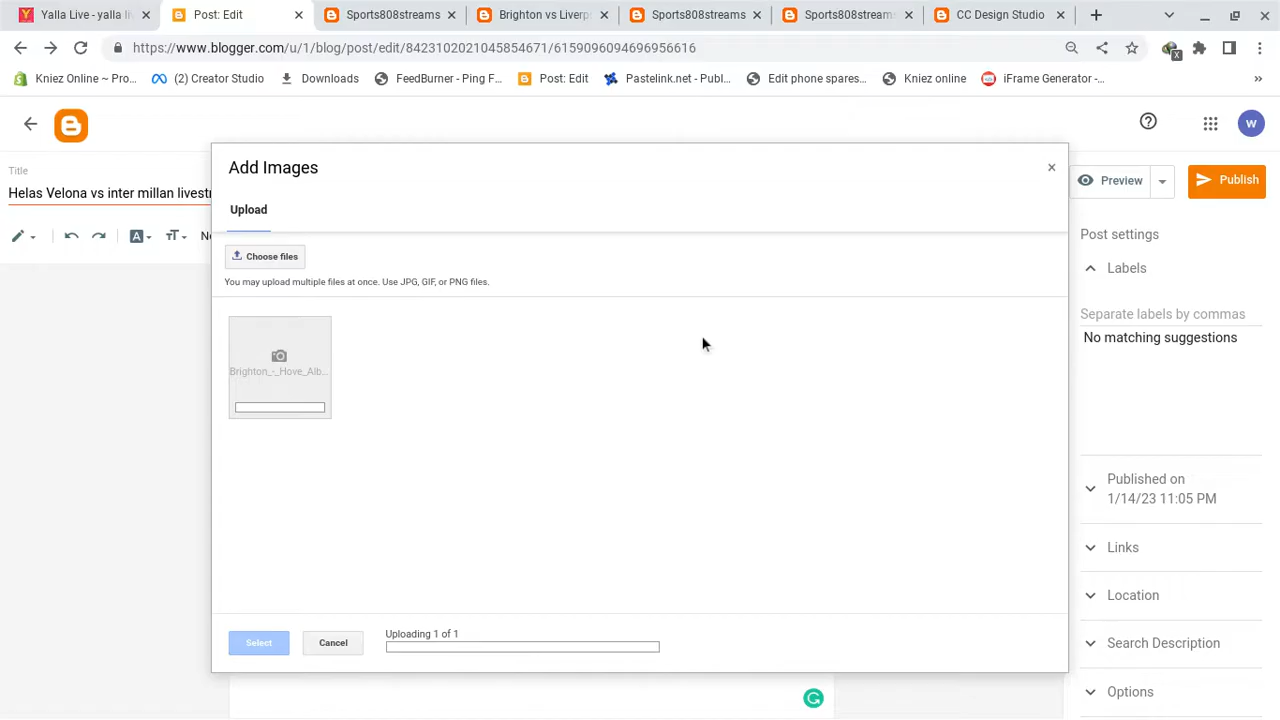 Yalla Live - yalla li
Post: Edit
Sports808streams
Brighton vs Liverp
Sports808streams
Sports808stream
CC Design Studio
https://www.blogger.com/u/1/blog/post/edit/8423102021045854671/6159096094696956616
X
Kniez Online ~ Pro...
(2) Creator Studio
Downloads
FeedBurner - Ping F...
Post: Edit
Pastelink.net - Publ...
Edit phone spares...
Kniez online
iFrame Generator -...
»
W
Add Images
Title
Helas Velona vs inter millan livestr
Preview
Publish
Upload
Post settings
Choose files
Labels
You may upload multiple files at once. Use JPG, GIF, or PNG files.
Separate labels by commas
No matching suggestions
Brighton_-_Hove_Alb...
Published on
1/14/23 11:05 PM
Links
Location
Uploading 1 of 1
Select
Cancel
Search Description
Options